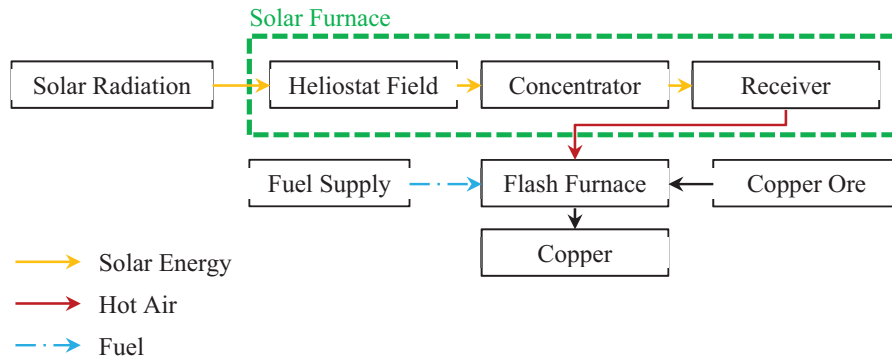 Solar Furnace
Solar Radiation
Heliostat Field
Concentrator
Receiver
Fuel Supply
Flash Furnace
Copper Ore
Copper
Solar Energy
Hot Air
Fuel